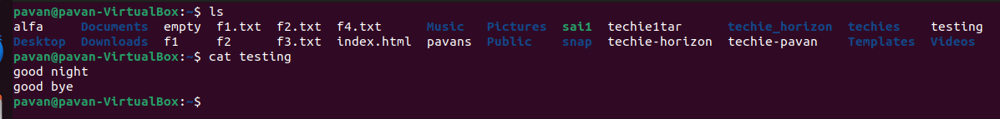 pavan@pavan-VirtualBox:~$ ls
alfa Documents empty f1.txt f2.txt f4.txt Music Pictures sai1 techie1tar techie_horizon techies testing
Desktop Downloads f1 f2 f3.txt index.html pavans Public snap techie-horizon techie-pavan Templates Videos
pavan@pavan-VirtualBox:~$ cat testing
good night
good bye
pavan@pavan-VirtualBox:~$